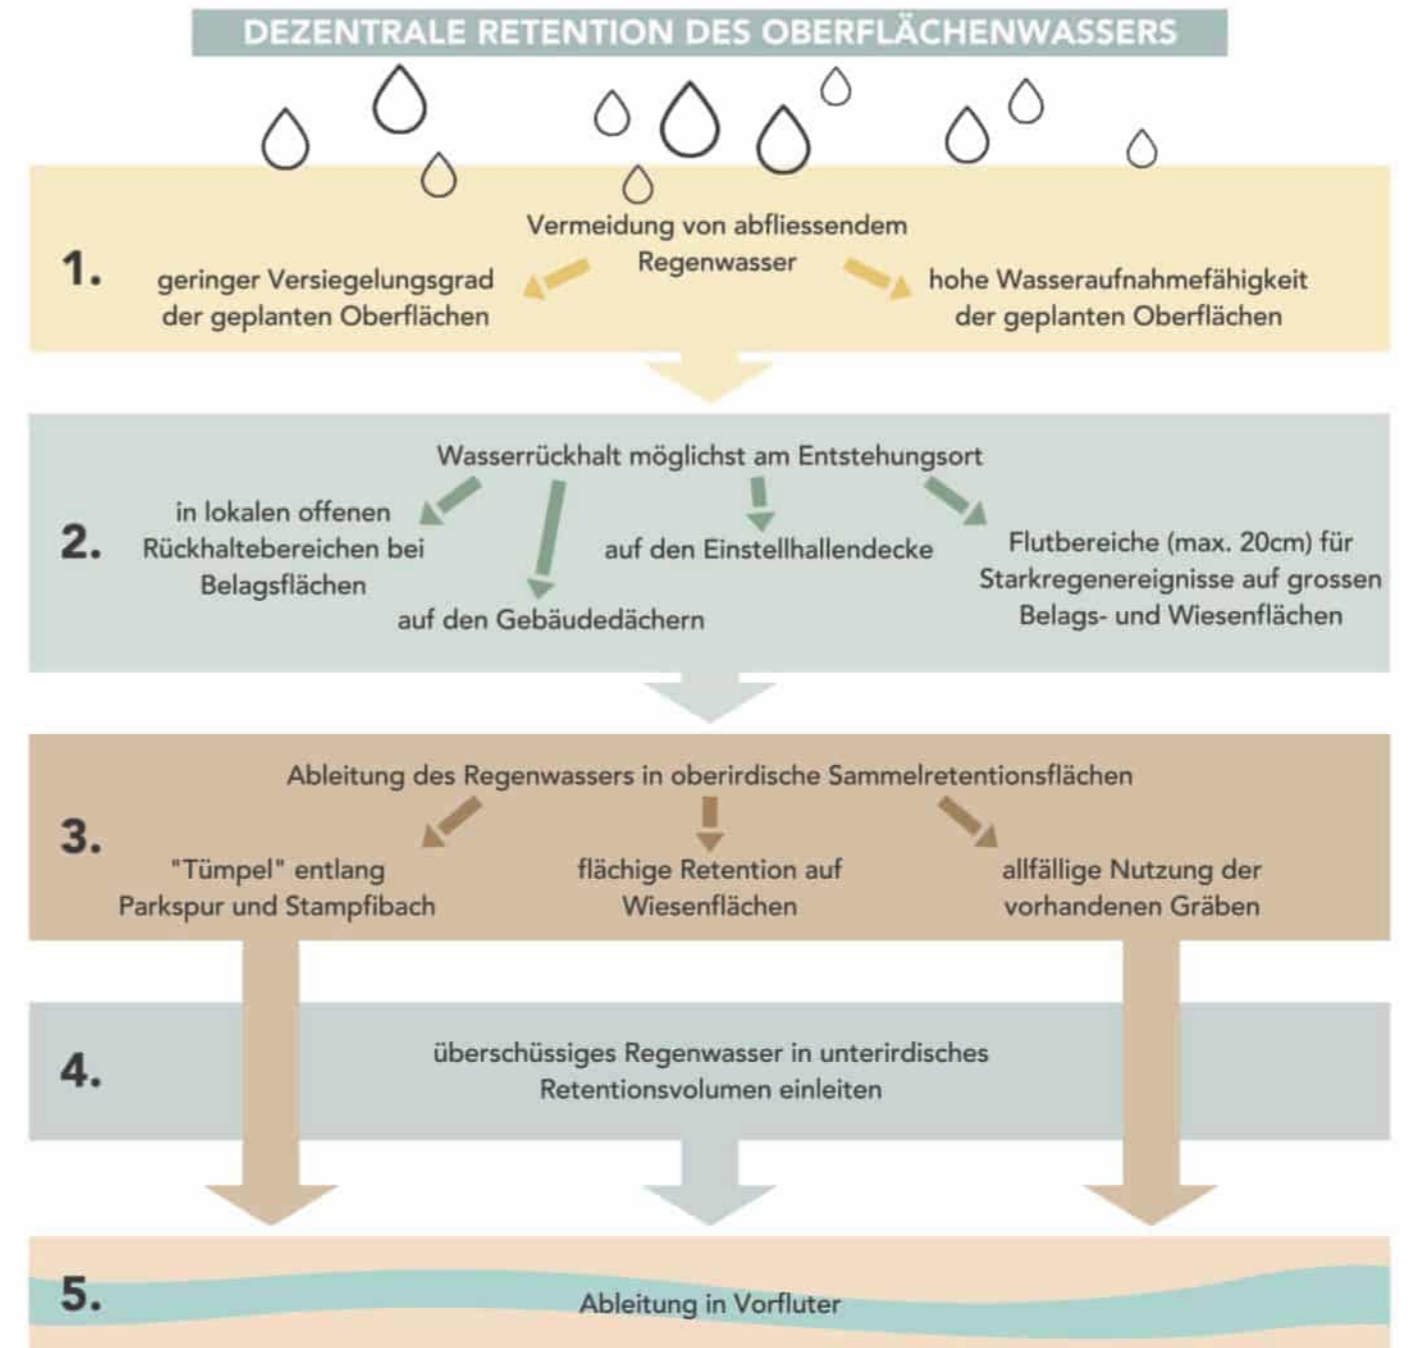 DEZENTRALE RETENTION DES OBERFLÄCHENWASSERS
1.
Vermeidung von abfliessendem
Regenwasser
geringer Versiegelungsgrad
der geplanten Oberflächen
hohe Wasseraufnahmefähigkeit
der geplanten Oberflächen
2.
Wasserrückhalt möglichst am Entstehungsort
in lokalen offenen
Rückhaltebereichen bei
Belagsflächen
auf den Gebäudedächern
auf den Einstellhallendecke
Flutbereiche (max. 20cm) für
Starkregenereignisse auf grossen
Belags- und Wiesenflächen
3.
Ableitung des Regenwassers in oberirdische Sammelretentionsflächen
"Tümpel" entlang
Parkspur und Stampfibach
flächige Retention auf
Wiesenflächen
allfällige Nutzung der
vorhandenen Gräben
4.
überschüssiges Regenwasser in unterirdisches
Retentionsvolumen einleiten
5.
Ableitung in Vorfluter